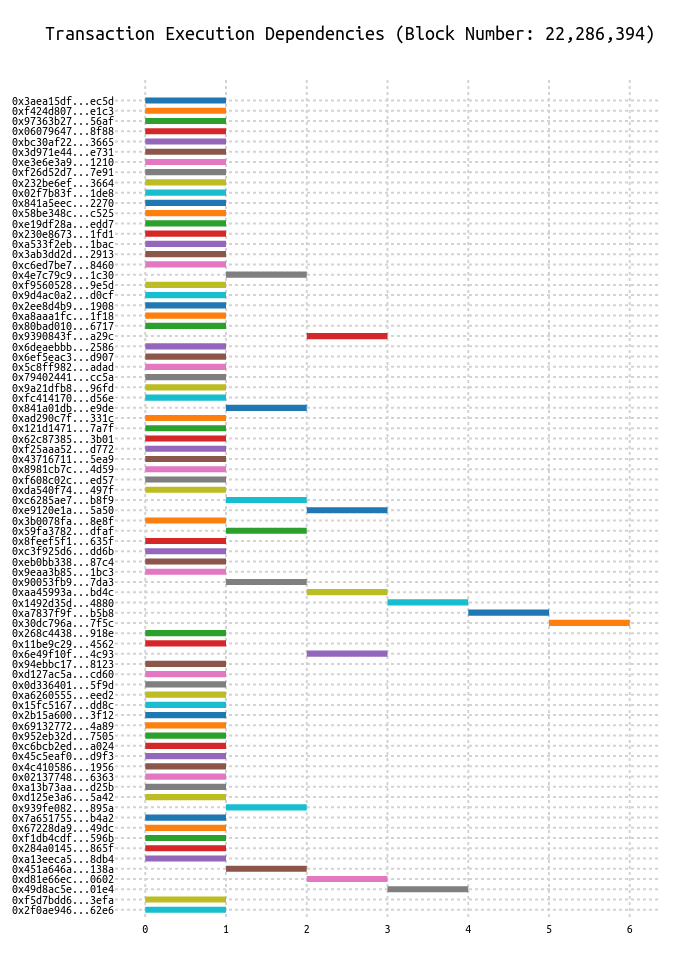 Transaction Execution Dependencies (Block Number: 22,286,394)
0x3aea15df...ec5d
0xf424d807...e1c3
0x97363b27...56af
0x06079647...8f88
0xbc30af22...3665
0x3d971e44...e731
0xe3e6e3a9...1210
0xf26d52d7...7e91
0x232be6ef...3664
0x02f7b83f...1de8
0x841a5eec...2270
0x58be348c...c525
0xe19df28a...edd7
0x230e8673...1fd1
0xa533f2eb...1bac
0x3ab3dd2d...2913
0xc6ed7be7...8460
0x4e7c79c9...1c30
0xf9560528...9e5d
0x9d4ac0a2...d0cf
0x2ee8d4b9...1908
0xa8aaa1fc...1f18
0x80bad010...6717
0x9390843f...a29c
0x6deaebbb...2586
0x6ef5eac3...d907
0x5c8ff982...adad
0x79402441...cc5a
0x9a21dfb8...96fd
0xfc414170...d56e
0x841a01db...e9de
0xad290c7f...331c
0x121d1471...7a7f
0x62c87385...3b01
0xf25aaa52...d772
0x43716711...5ea9
0x8981cb7c...4d59
0xf608c02c...ed57
0xda540f74...497f
0xc6285ae7...b8f9
0xe9120e1a...5a50
0x3b0078fa...8e8f
0x59fa3782...dfaf
0x8feef5f1...635f
0xc3f925d6...dd6b
0xeb0bb338...87c4
0x9eaa3b85...1bc3
0x90053fb9...7da3
0xaa45993a...bd4c
0x1492d35d...4880
0xa7837f9f...b5b8
0x30dc796a...7f5c
0x268c4438...918e
0x11be9c29...4562
0x6e49f10f...4c93
0x94ebbc17...8123
0xd127ac5a...cd60
0x0d336401...5f9d
0xa6260555...eed2
0x15fc5167...dd8c
0x2b15a600...3f12
0x69132772...4a89
0x952eb32d...7505
0xc6bcb2ed...a024
0x45c5eaf0...d9f3
0x4c410586...1956
0x02137748...6363
0xa13b73aa...d25b
0xd125e3a6...5a42
0x939fe082...895a
0x7a651755...b4a2
0x67228da9...49dc
0xf1db4cdf...596b
0x284a0145...865f
0xa13eeca5...8db4
0x451a646a...138a
0xd81e66ec...0602
0x49d8ac5e...01e4
0xf5d7bdd6...3efa
0x2f0ae946...62e6
0 1 2 3 4 5 6